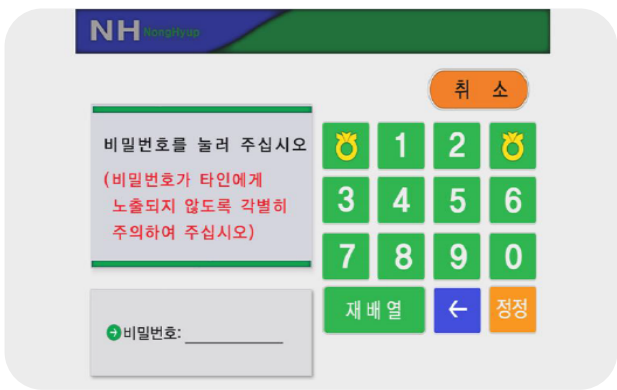 NH NongHyup
취 소
비밀번호를 눌러 주십시오
(비밀번호가 타인에게
노출되지 않도록 각별히
주의하여 주십시오)
1 2
3 4 5 6
7 8 9 0
재배열 ← 정정
비밀번호: